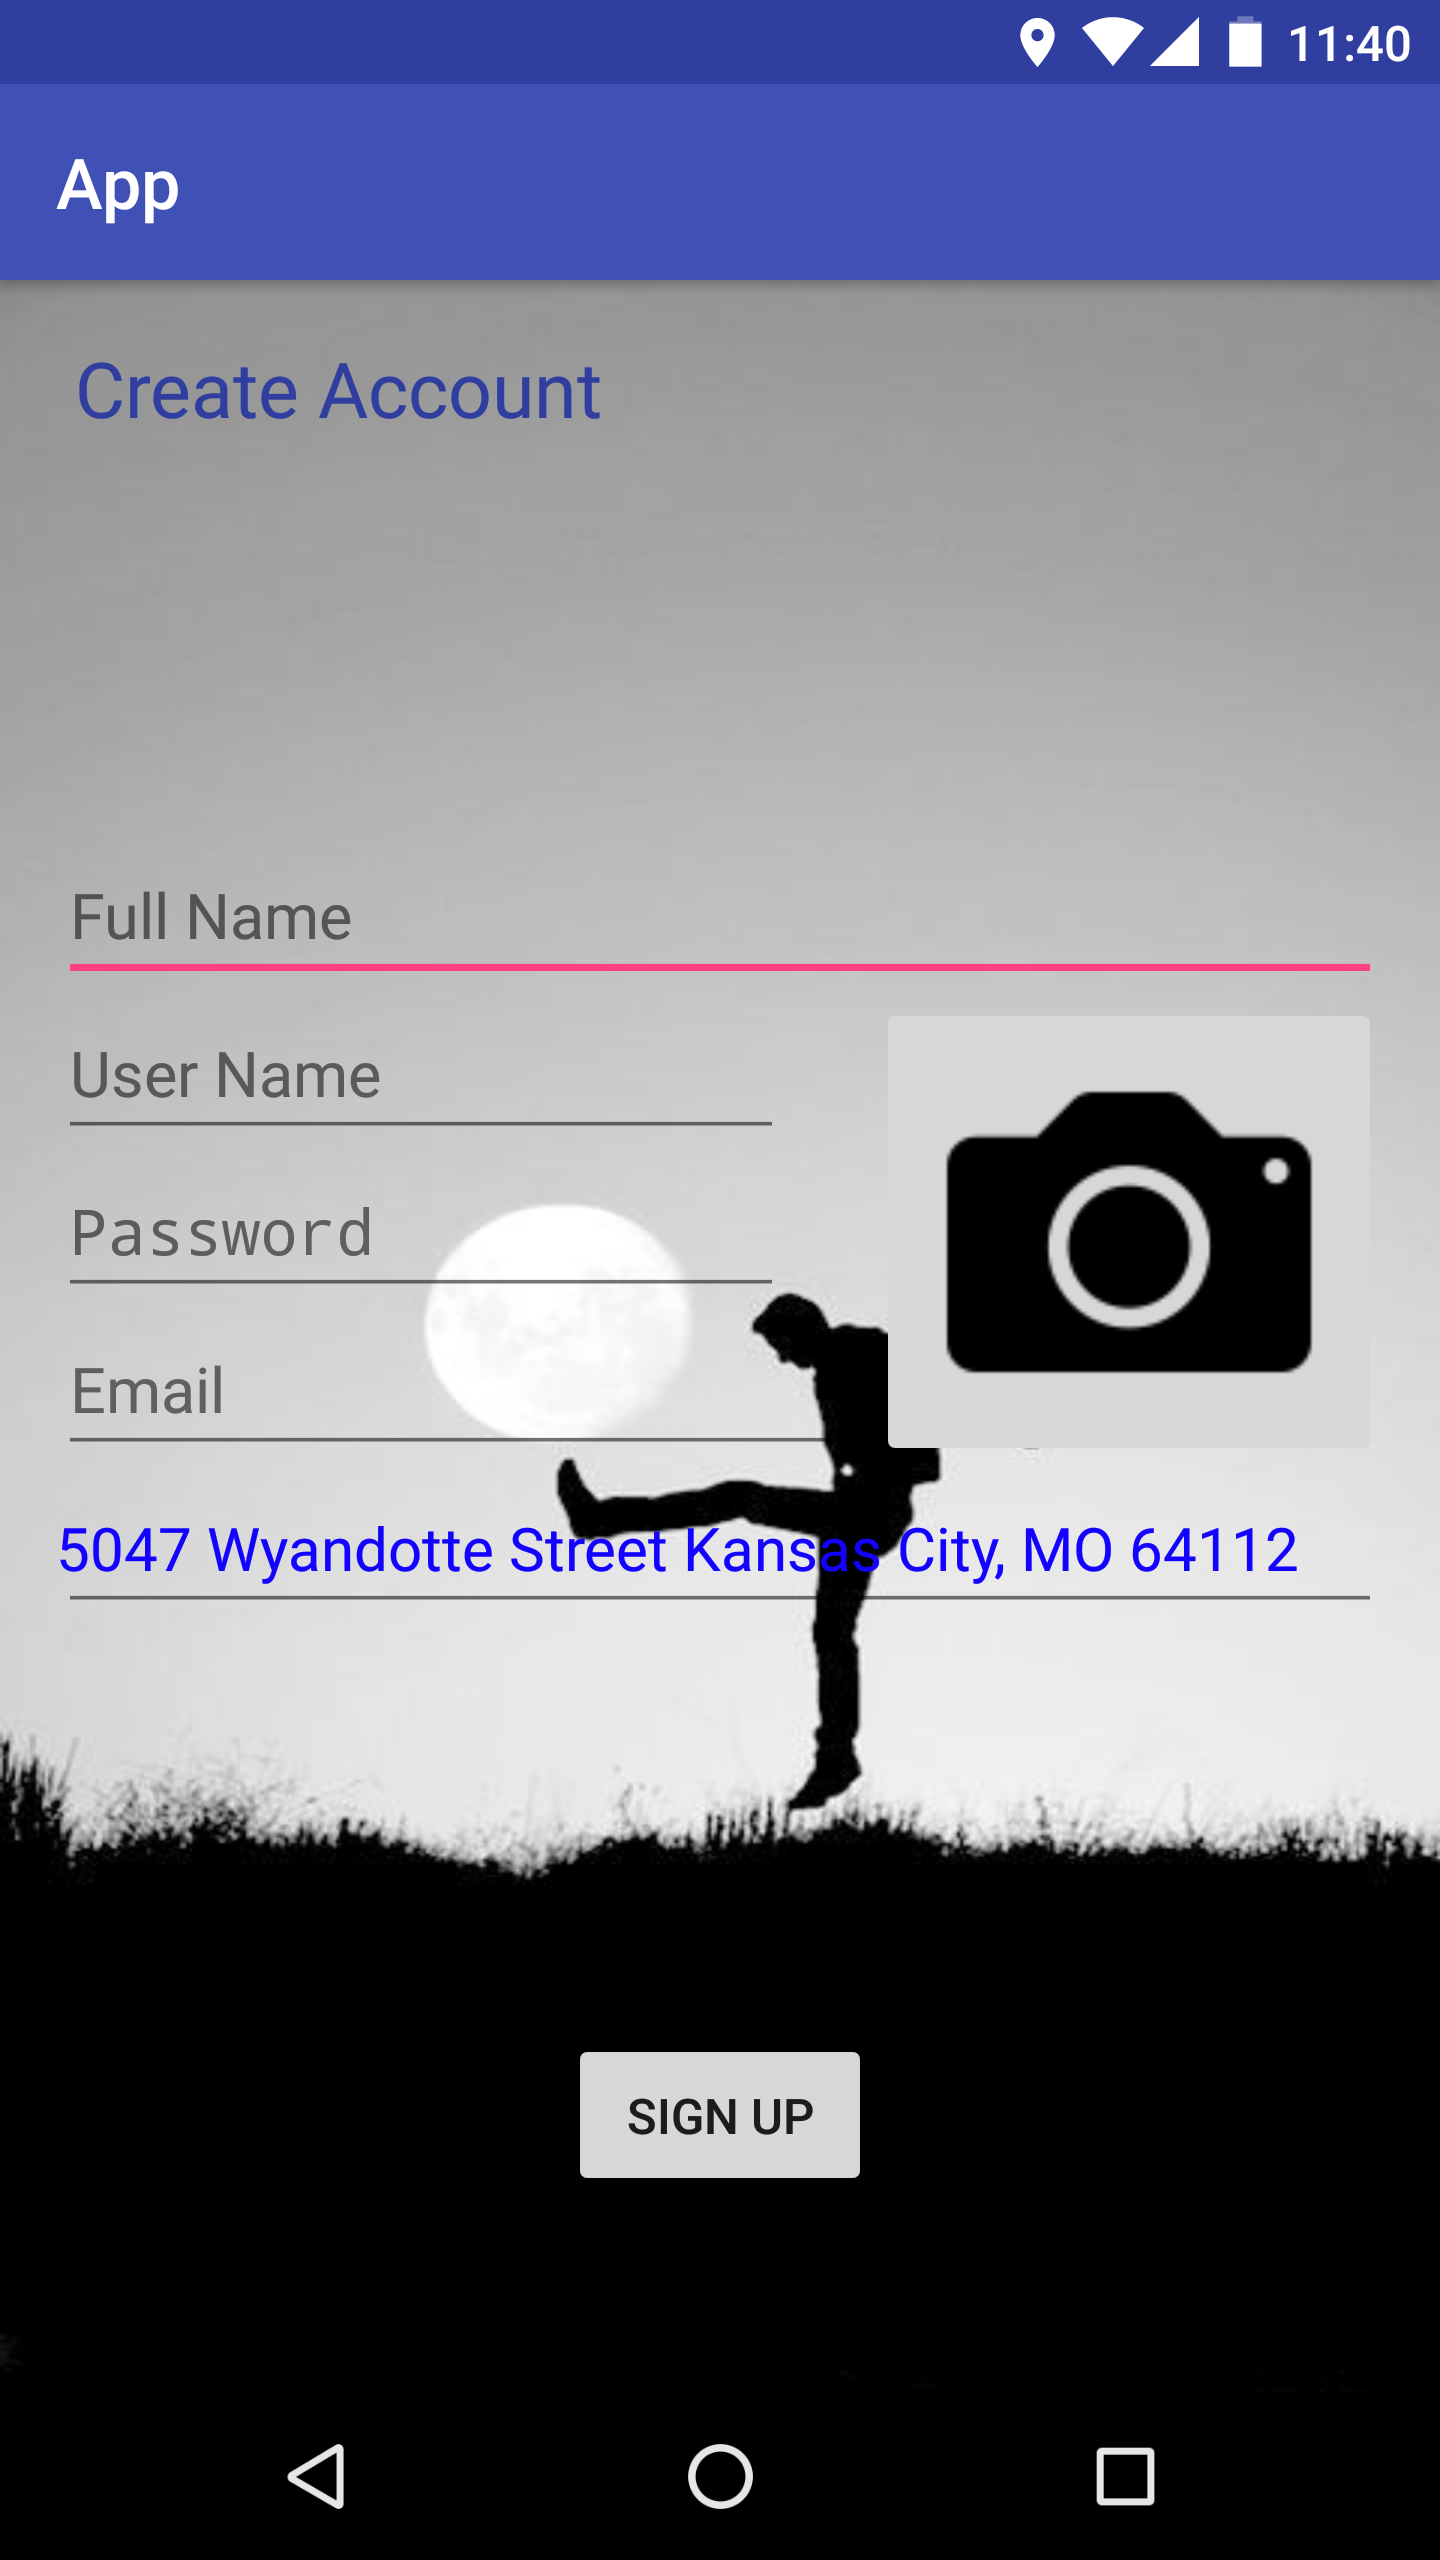 11:40
App
Create Account
Full Name
User Name
Password
Email
5047 Wyandotte Street Kansas City, MO 64112
SIGN UP